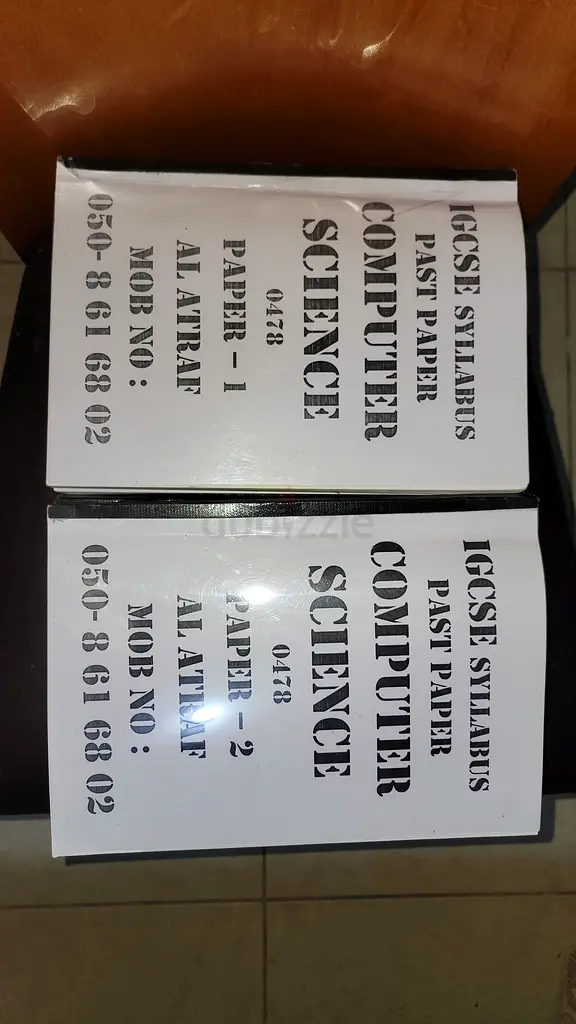 IGCSE SYLLABUS
PAST PAPER
COMPUTER
SCIENCE
0478
PAPER – 1
AL ATRAF
MOB NO :
050- 8 61 68 02
IGCSE SYLLABUS
PAST PAPER
COMPUTER
SCIENCE
0478
PAPER – 2
AL ATRAF
MOB NO :
050- 8 61 68 02
dubizzle